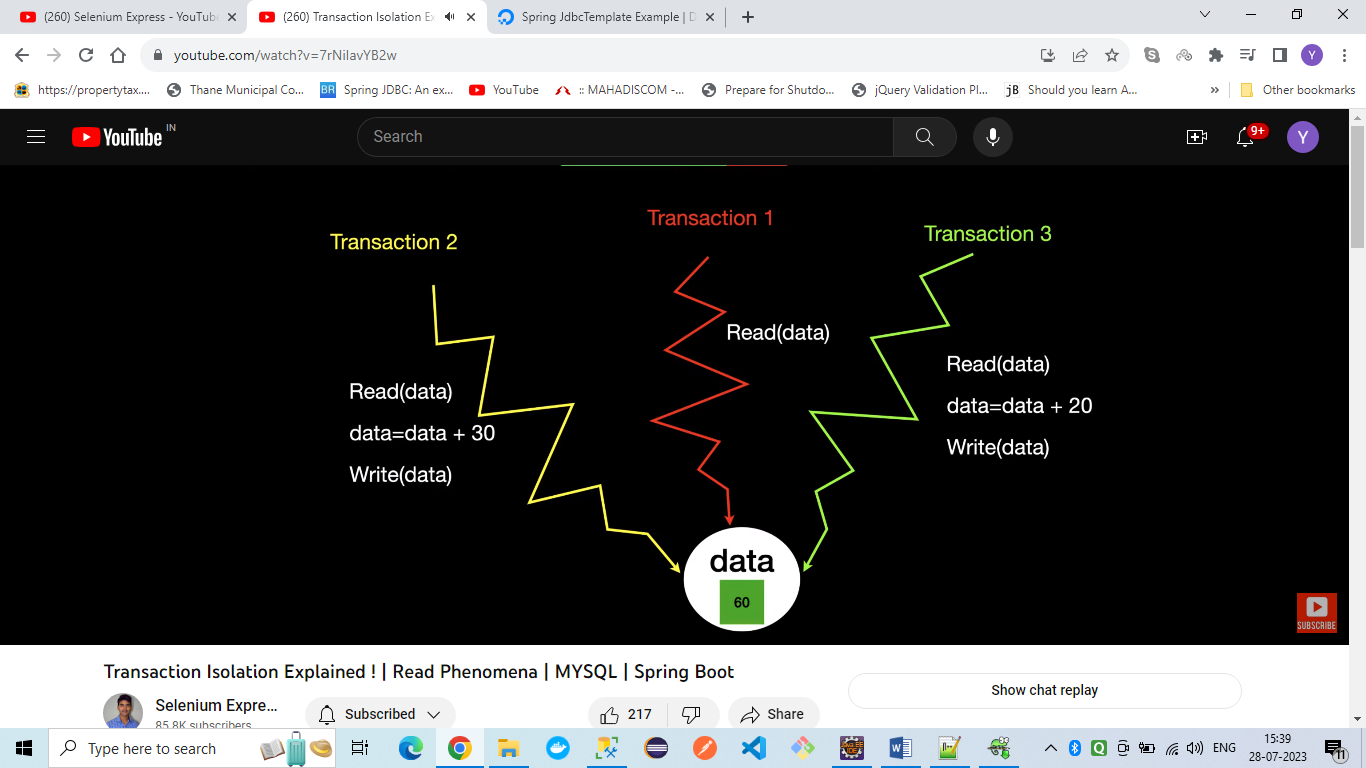 (260) Selenium Express - YouTube
(260) Transaction Isolation Ex
Spring JdbcTemplate Example | D
youtube.com/watch?v=7rNilavYB2w
Y
https://propertytax....
Thane Municipal Co...
BR
Spring JDBC: An ex...
YouTube
:: MAHADISCOM -...
Prepare for Shutdo...
jQuery Validation Pl...
jB
Should you learn A...
»
Other bookmarks
YouTube IN
Search
9+
Y
Transaction 1
Transaction 3
Transaction 2
Read(data)
Read(data)
data=data + 20
Write(data)
Read(data)
data=data + 30
Write(data)
data
60
SUBSCRIBE
Transaction Isolation Explained ! | Read Phenomena | MYSQL | Spring Boot
Show chat replay
Selenium Expre...
85.8K subscribers
Subscribed
217
Share
Type here to search
ENG
15:39
28-07-2023
11